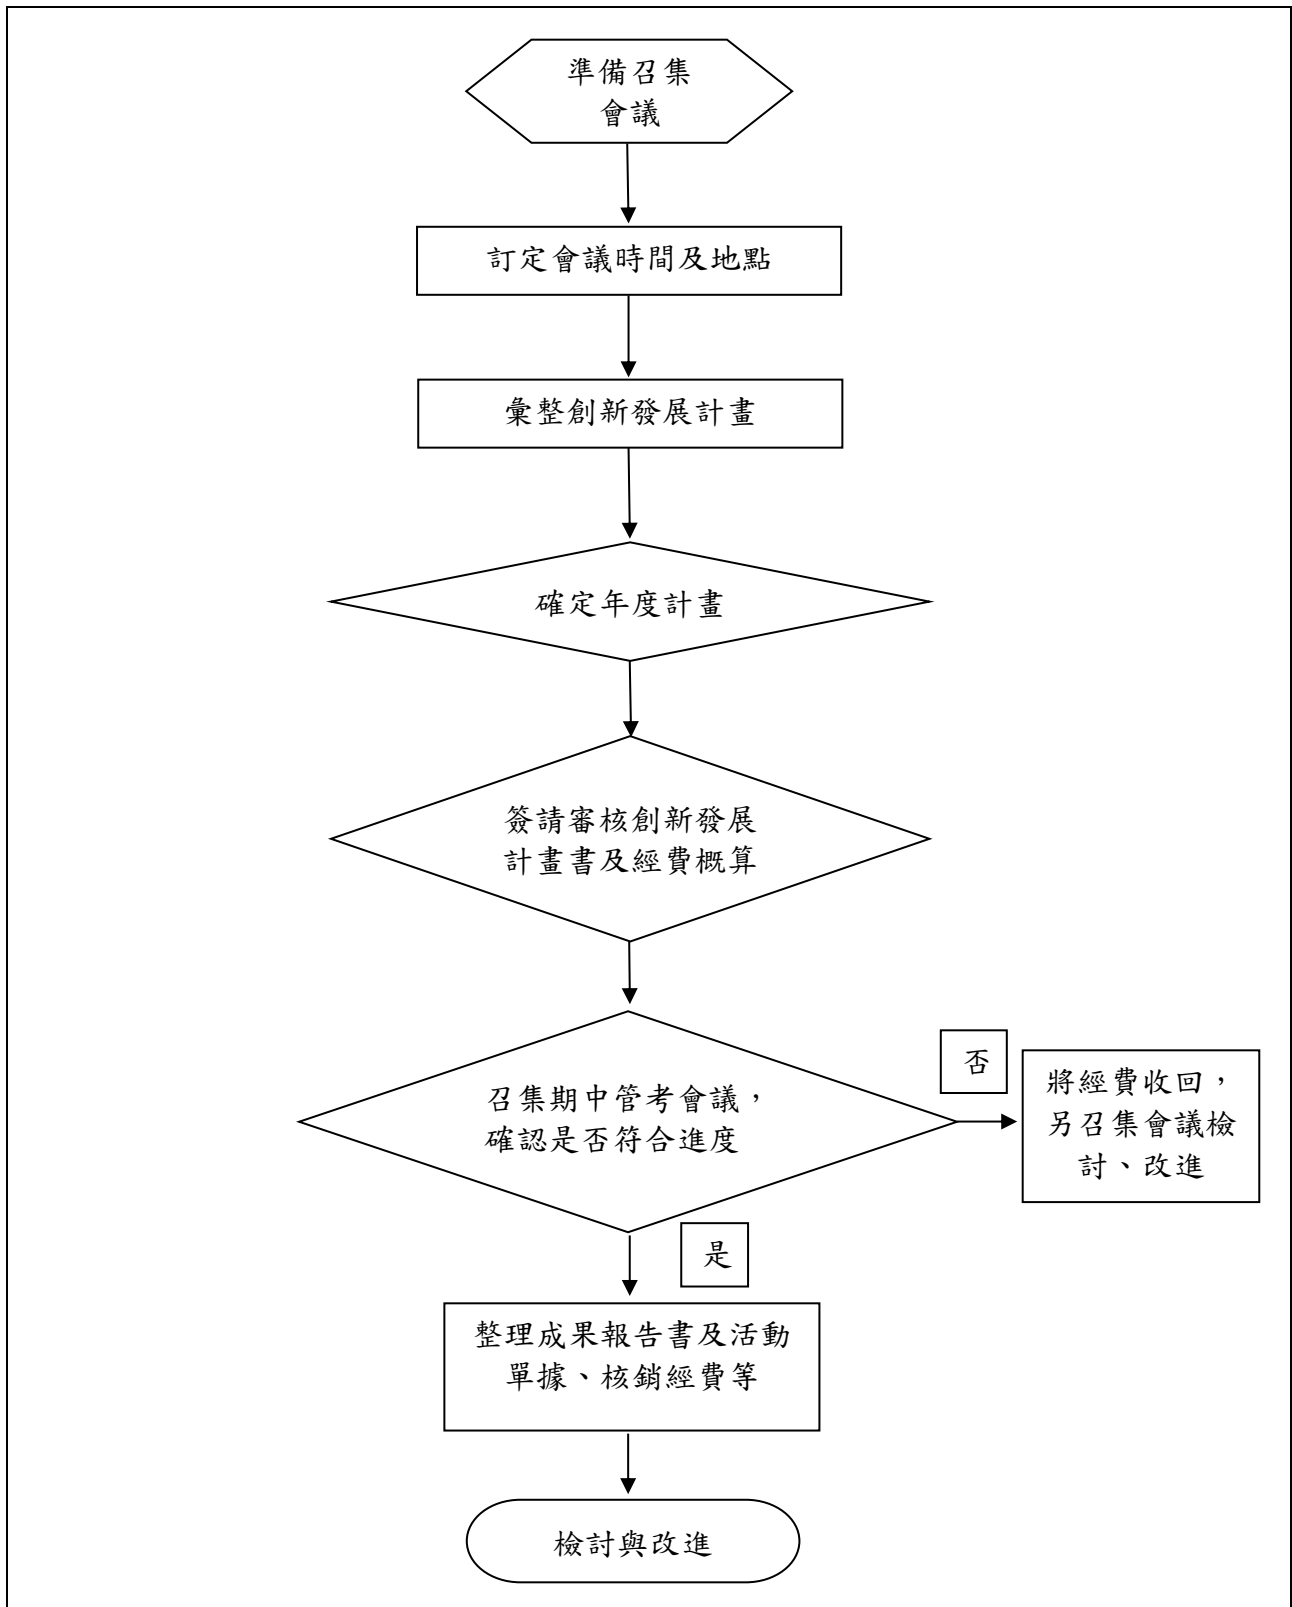 準備召集
會議
訂定會議時間及地點
彙整創新發展計畫
確定年度計畫
簽請審核創新發展
計畫書及經費概算
召集期中管考會議，
確認是否符合進度
否
將經費收回，
另召集會議檢
討、改進
是
整理成果報告書及活動
單據、核銷經費等
檢討與改進